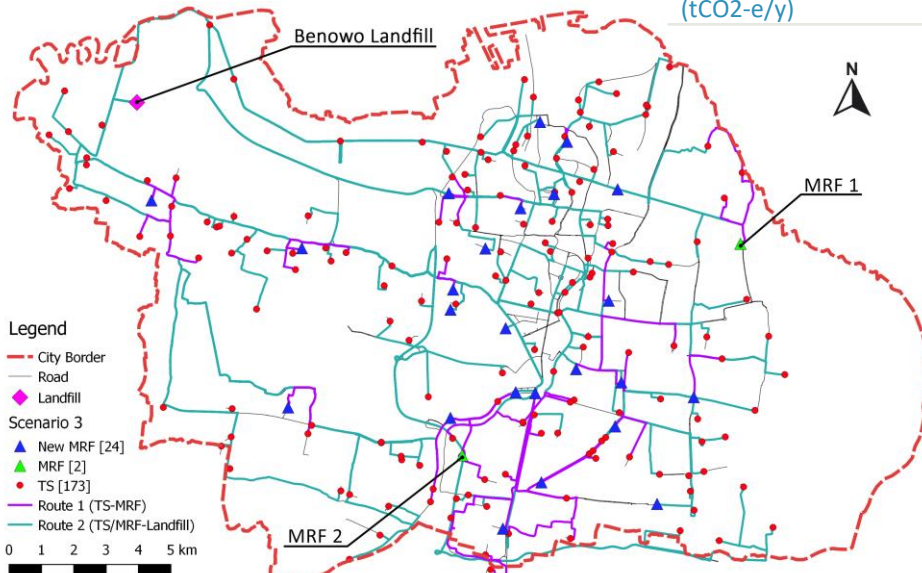 (tCO2-e/y)
Benowo Landfill
N
MRF 1
Legend
City Border
Road
Landfill
Scenario 3
New MRF [24]
MRF [2]
TS [173]
Route 1 (TS-MRF)
Route 2 (TS/MRF-Landfill)
0 1 2 3 4 5 km
MRF 2